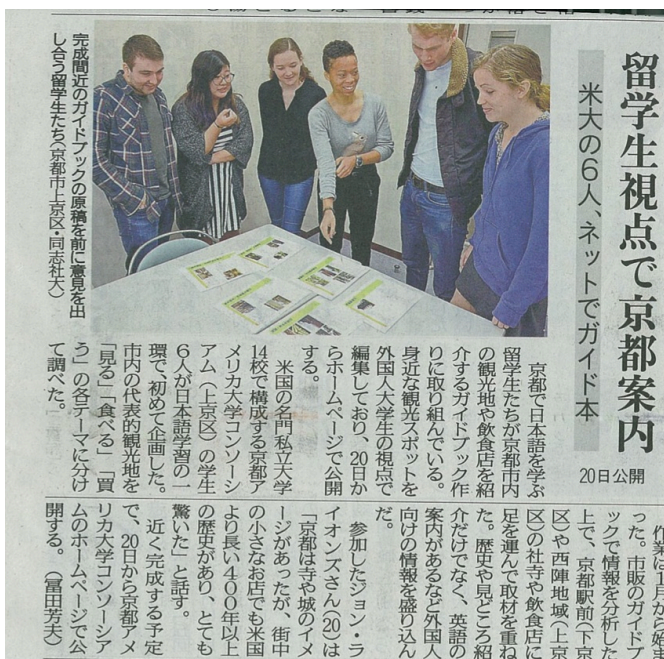 留学生視点で京都案内
米大の6人、ネットでガイド本
20日公開
完成間近のガイドブックの原稿を前に意見を出
し合う留学生たち(京都市上京区・同志社大)
京都で日本語を学ぶ
留学生たちが京都市内
の観光地や飲食店を紹
介するガイドブック作
りに取り組んでいる。
身近な観光スポットを
外国人大学生の視点で
編集しており、20日か
らホームページで公開
する。
米国の名門私立大学
14校で構成する京都ア
メリカ大学コンソーシ
アム(上京区)の学生
6人が日本語学習の一
環で、初めて企画した。
市内の代表的観光地を
「見る」「食べる」「買
う」の各テーマに分け
て調べた。
作業は1月から始ま
った。市販のガイドブ
ックで情報を分析した
上で、京都駅前(下京
区)や西陣地域(上京
区)の社寺や飲食店に
足を運んで取材を重ね
た。歴史や見どころ紹
介だけでなく、英語の
案内があるなど外国人
向けの情報を盛り込ん
だ。
参加したジョン・ラ
イオンズさん(20)は
「京都は寺や城のイメ
ージがあったが、街中
の小さなお店でも米国
より長い400年以上
の歴史があり、とても
驚いた」と話す。
近く完成する予定
で、20日から京都アメ
リカ大学コンソーシア
ムのホームページで公
開する。(冨田芳夫)